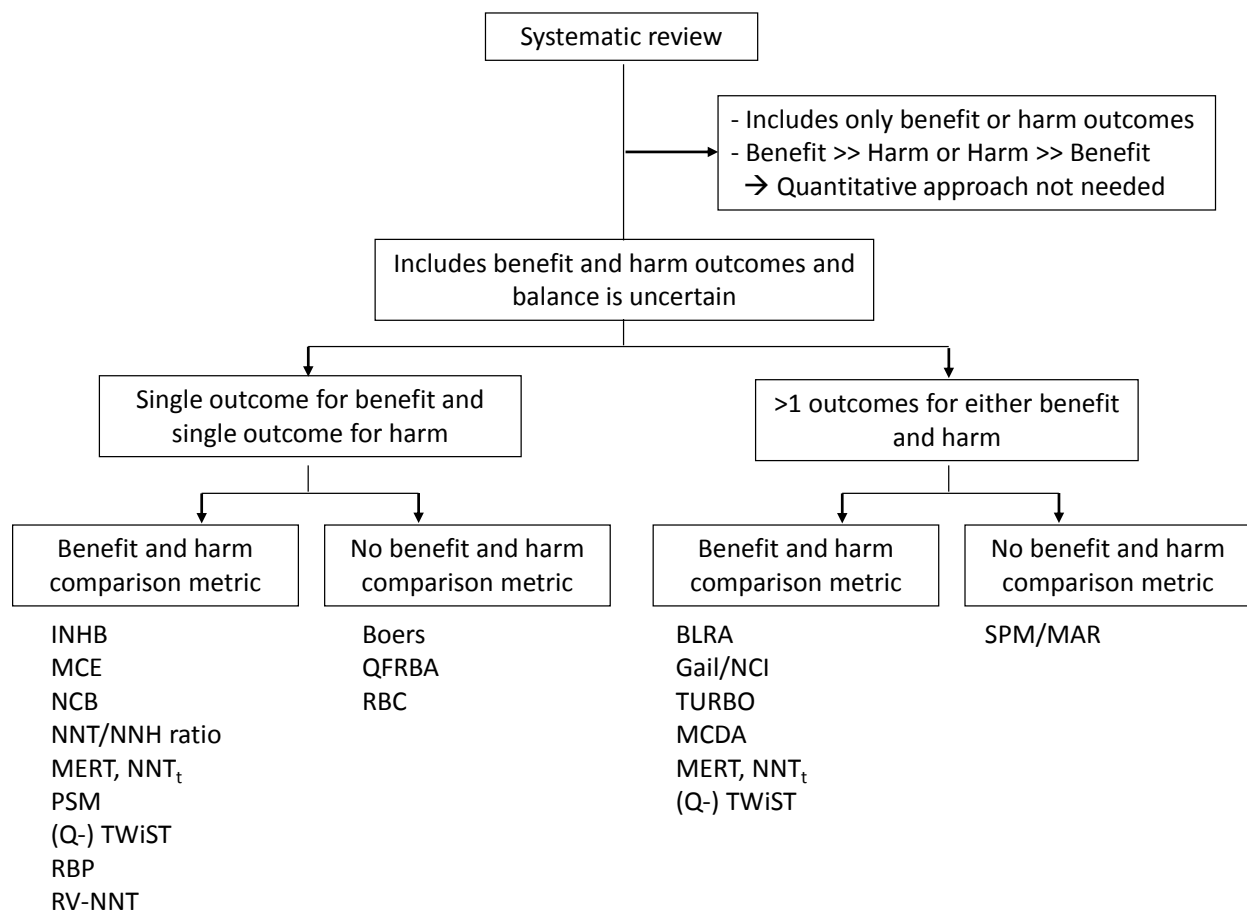 Systematic review
- Includes only benefit or harm outcomes
- Benefit >> Harm or Harm >> Benefit
→ Quantitative approach not needed
Includes benefit and harm outcomes and
balance is uncertain
Single outcome for benefit and
single outcome for harm
>1 outcomes for either benefit
and harm
Benefit and harm
comparison metric
No benefit and harm
comparison metric
Benefit and harm
comparison metric
No benefit and harm
comparison metric
INHB
MCE
NCB
NNT/NNH ratio
MERT, NNTt
PSM
(Q-) TWiST
RBP
RV-NNT
Boers
QFRBA
RBC
BLRA
Gail/NCI
TURBO
MCDA
MERT, NNTt
(Q-) TWiST
SPM/MAR